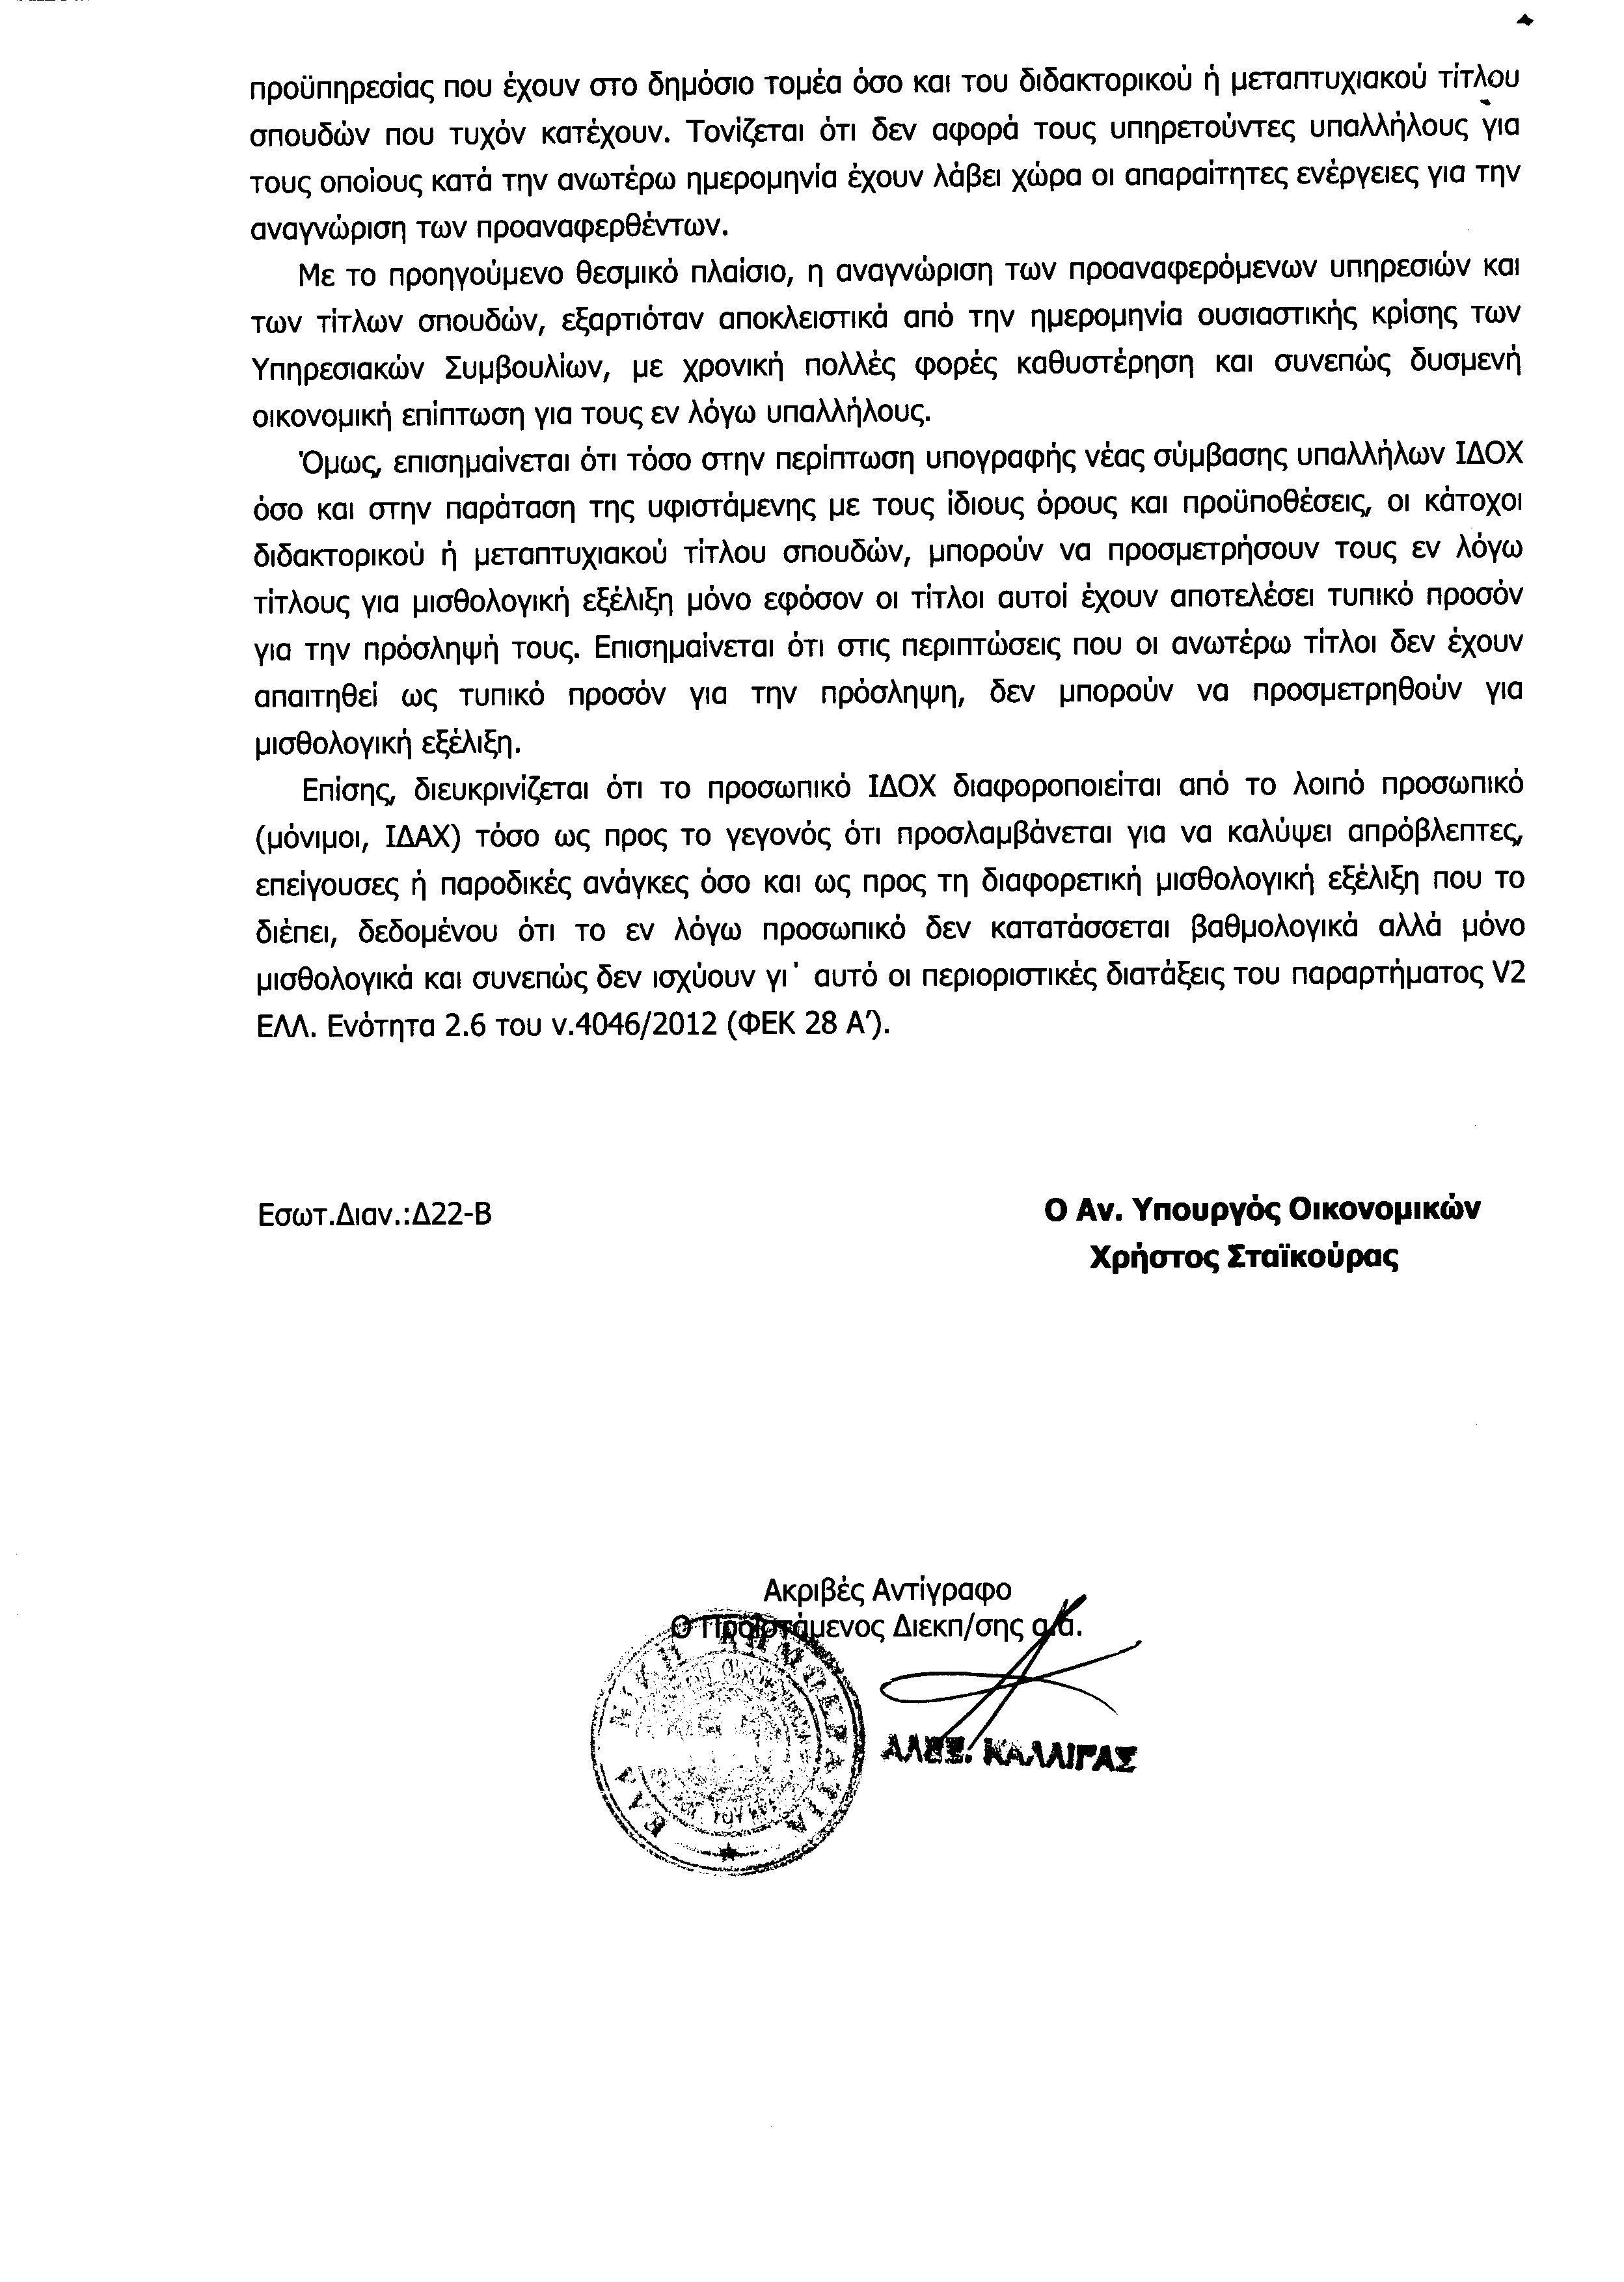 προϋπηρεσίας που έχουν στο δημόσιο τομέα όσο και του διδακτορικού ή μεταπτυχιακού τίτλου
σπουδών που τυχόν κατέχουν. Τονίζεται ότι δεν αφορά τους υπηρετούντες υπαλλήλους για
τους οποίους κατά την ανωτέρω ημερομηνία έχουν λάβει χώρα οι απαραίτητες ενέργειες για την
αναγνώριση των προαναφερθέντων.
Με το προηγούμενο θεσμικό πλαίσιο, η αναγνώριση των προαναφερόμενων υπηρεσιών και
των τίτλων σπουδών, εξαρτιόταν αποκλειστικά από την ημερομηνία ουσιαστικής κρίσης των
Υπηρεσιακών Συμβουλίων, με χρονική πολλές φορές καθυστέρηση και συνεπώς δυσμενή
οικονομική επίπτωση για τους εν λόγω υπαλλήλους.
Όμως, επισημαίνεται ότι τόσο στην περίπτωση υπογραφής νέας σύμβασης υπαλλήλων ΙΔΟΧ
όσο και στην παράταση της υφιστάμενης με τους ίδιους όρους και προϋποθέσεις, οι κάτοχοι
διδακτορικού ή μεταπτυχιακού τίτλου σπουδών, μπορούν να προσμετρήσουν τους εν λόγω
τίτλους για μισθολογική εξέλιξη μόνο εφόσον οι τίτλοι αυτοί έχουν αποτελέσει τυπικό προσόν
για την πρόσληψή τους. Επισημαίνεται ότι στις περιπτώσεις που οι ανωτέρω τίτλοι δεν έχουν
απαιτηθεί ως τυπικό προσόν για την πρόσληψη, δεν μπορούν να προσμετρηθούν για
μισθολογική εξέλιξη.
Επίσης, διευκρινίζεται ότι το προσωπικό ΙΔΟΧ διαφοροποιείται από το λοιπό προσωπικό
(μόνιμοι, ΙΔΑΧ) τόσο ως προς το γεγονός ότι προσλαμβάνεται για να καλύψει απρόβλεπτες,
επείγουσες ή παροδικές ανάγκες όσο και ως προς τη διαφορετική μισθολογική εξέλιξη που το
διέπει, δεδομένου ότι το εν λόγω προσωπικό δεν κατατάσσεται βαθμολογικά αλλά μόνο
μισθολογικά και συνεπώς δεν ισχύουν γι΄ αυτό οι περιοριστικές διατάξεις του παραρτήματος V2
ΕΛΛ. Ενότητα 2.6 του ν.4046/2012 (ΦΕΚ 28 Α΄).
Εσωτ.Διαν.:Δ22-Β
Ο Αν. Υπουργός Οικονομικών
Χρήστος Σταϊκούρας
Ακριβές Αντίγραφο
Ο Προϊστάμενος Διεκπ/σης α.α.
ΑΛΕΞ. ΚΑΛΛΙΓΑΣ
ΕΛΛΗΝΙΚΗ ΔΗΜΟΚΡΑΤΙΑ